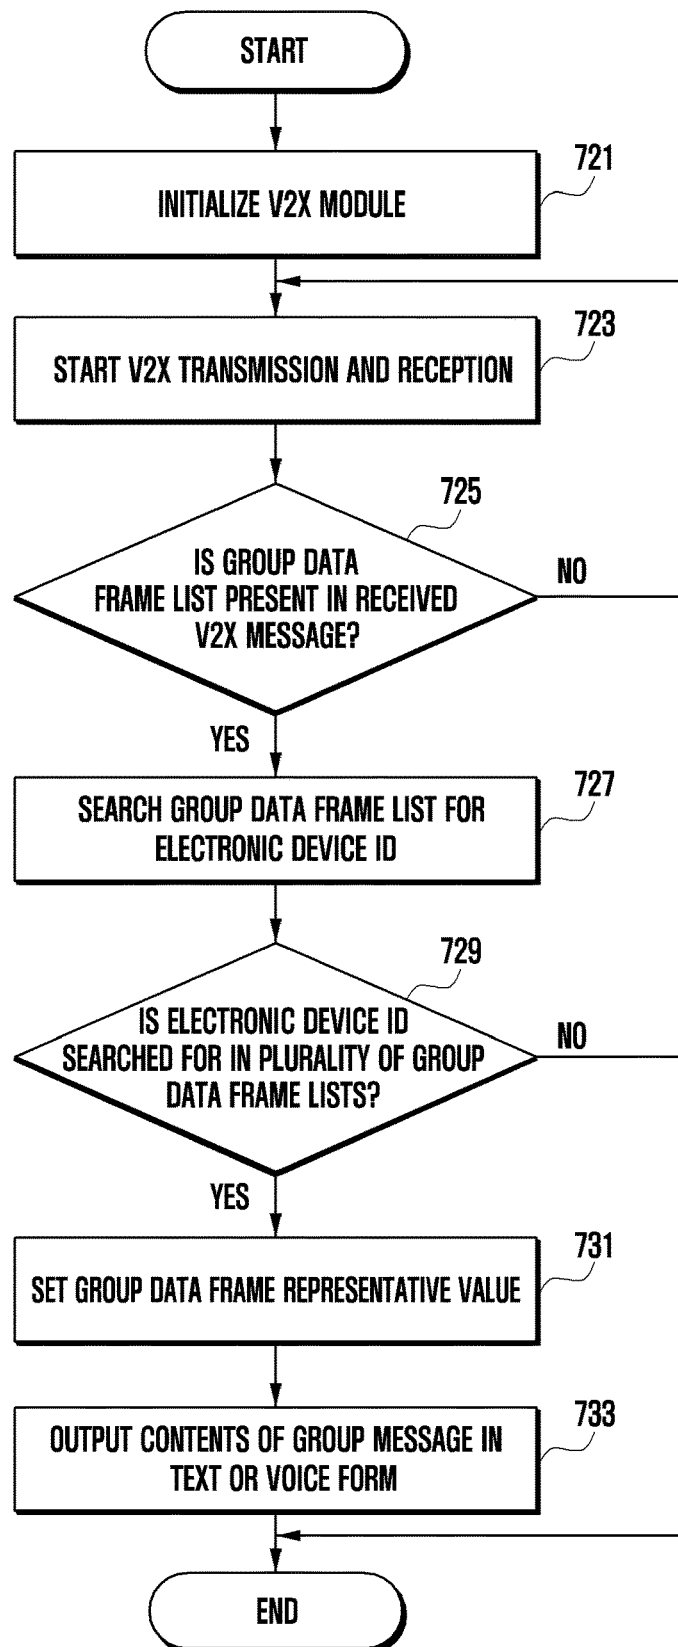 START
721
INITIALIZE V2X MODULE
723
START V2X TRANSMISSION AND RECEPTION
725
IS GROUP DATA
FRAME LIST PRESENT IN RECEIVED
V2X MESSAGE?
NO
YES
727
SEARCH GROUP DATA FRAME LIST FOR
ELECTRONIC DEVICE ID
729
IS ELECTRONIC DEVICE ID
SEARCHED FOR IN PLURALITY OF GROUP
DATA FRAME LISTS?
NO
YES
731
SET GROUP DATA FRAME REPRESENTATIVE VALUE
733
OUTPUT CONTENTS OF GROUP MESSAGE IN
TEXT OR VOICE FORM
END